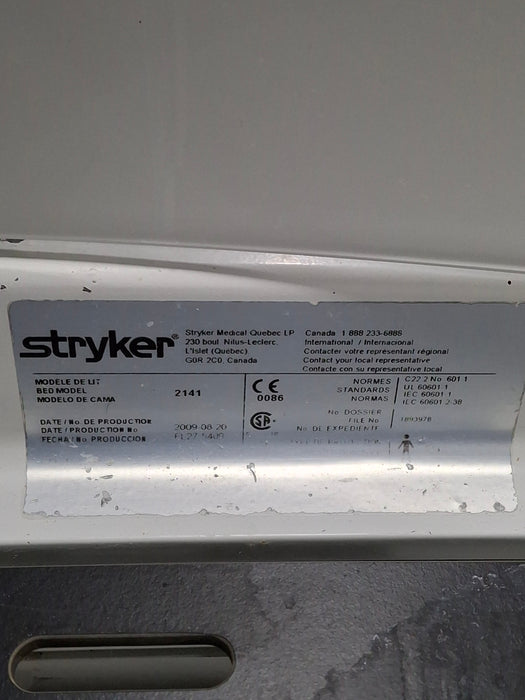 stryker®
Stryker Medical Quebec LP
230 boul. Nilus-Leclerc.
L'Islet (Quebec)
G0R 2C0, Canada
Canada 1 888 233-6888
International / Internacional
Contacter votre représentant régional
Contact your local representative
Contacte con su representative local
MODÈLE DE LIT
BED MODEL
MODELO DE CAMA
2141
CE
0086
NORMES
STANDARDS
NORMAS
C22.2 No 601 1
UL 60601 1
IEC 60601 1
IEC 60601 2-38
DATE / No DE PRODUCTION
DATE / PRODUCTION No
FECHA / No PRODUCCION
2009-08-20
SA
No DOSSIER
FILE No
No DE EXPEDIENTE